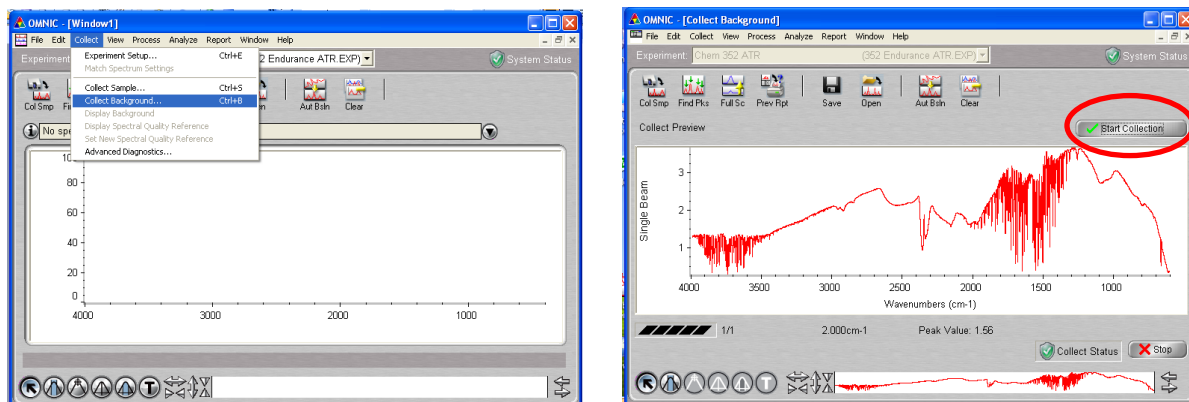 OMNIC - [Window1]
File Edit Collect View Process Analyze Report Window Help
Experiment 2 Endurance ATR.EXP) System Status
Experiment Setup... Ctrl+E
Match Spectrum Settings
Collect Sample... Ctrl+S
Collect Background... Ctrl+B
Display Background
Display Spectral Quality Reference
Set New Spectral Quality Reference
Advanced Diagnostics...
Col Smp Aut Bsln Clear
No spe
80
60
40
20
0
4000 3000 2000 1000
T
OMNIC - [Collect Background]
File Edit Collect View Process Analyze Report Window Help
Experiment: Chem 352 ATR (352 Endurance ATR.EXP) System Status
Col Smp Find Pks Full Sc Prev Rpt Save Open Aut Bsln Clear
Collect Preview Start Collection
Single Beam
3
2
1
4000 3500 3000 2500 2000 1500 1000
Wavenumbers (cm-1)
1/1 2.000cm-1 Peak Value: 1.56
Collect Status Stop
T